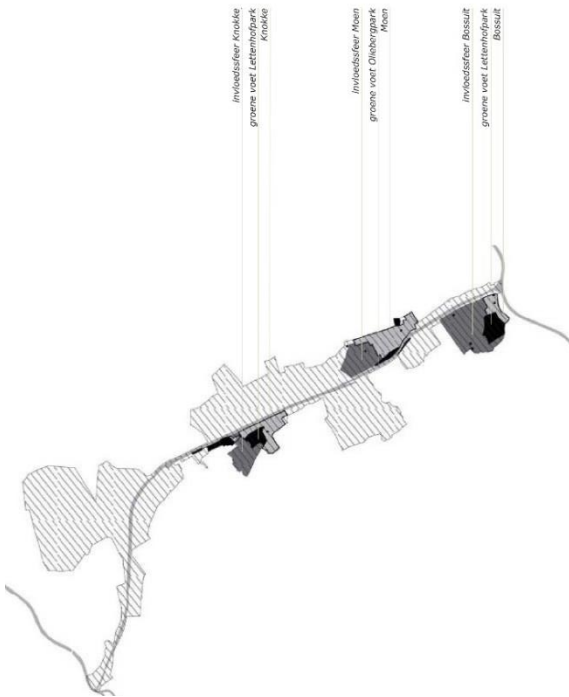 invloedssfeer Knokke
groene voet Lettenhofpark
Knokke
invloedssfeer Moen
groene voet Oliebergpark
Moen
invloedssfeer Bossuit
groene voet Lettenhofpark
Bossuit